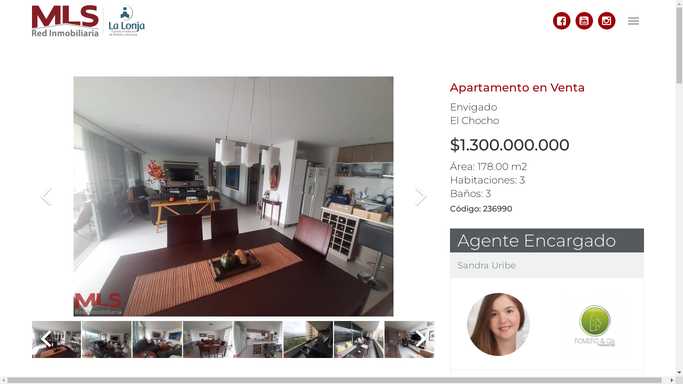 MLS
Red Inmobiliaria
La Lonja
Apartamento en Venta
Envigado
El Chocho
$1.300.000.000
Área: 178.00 m2
Habitaciones: 3
Baños: 3
Código: 236990
Agente Encargado
Sandra Uribe
MLS
Red Inmobiliaria